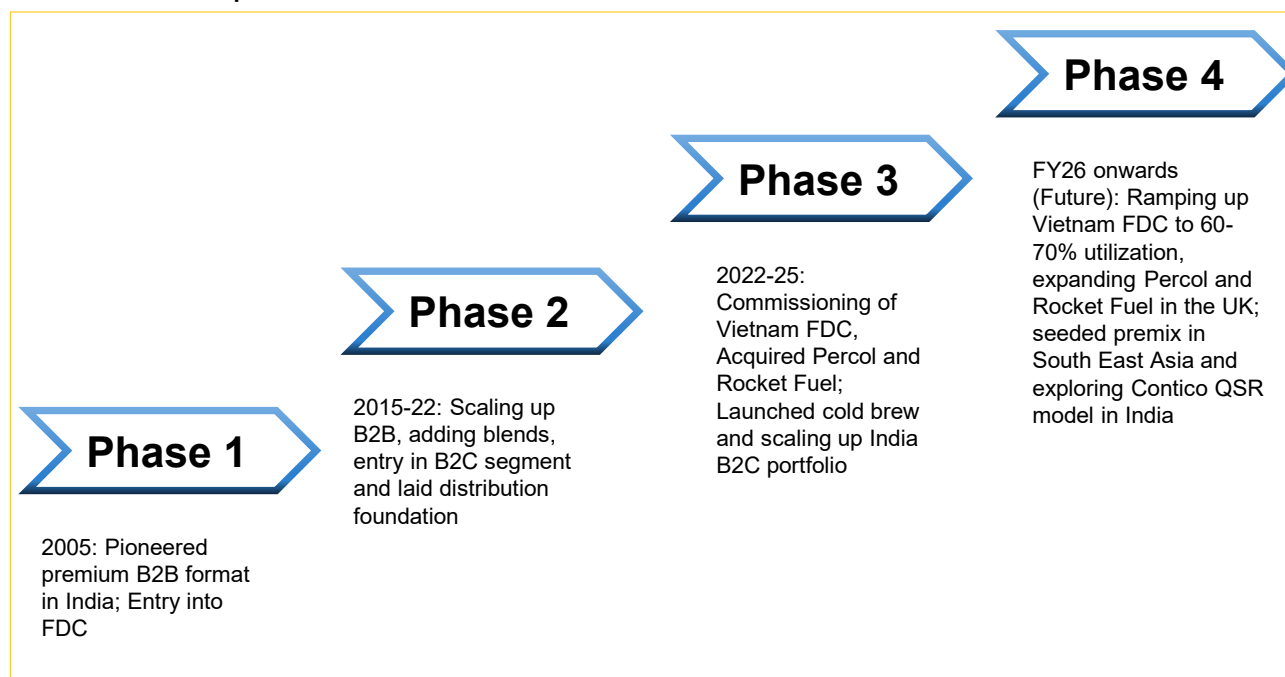 Phase 1
2005: Pioneered
premium B2B format
in India; Entry into
FDC
Phase 2
2015-22: Scaling up
B2B, adding blends,
entry in B2C segment
and laid distribution
foundation
Phase 3
2022-25:
Commissioning of
Vietnam FDC,
Acquired Percol and
Rocket Fuel;
Launched cold brew
and scaling up India
B2C portfolio
Phase 4
FY26 onwards
(Future): Ramping up
Vietnam FDC to 60-
70% utilization,
expanding Percol and
Rocket Fuel in the UK;
seeded premix in
South East Asia and
exploring Contico QSR
model in India